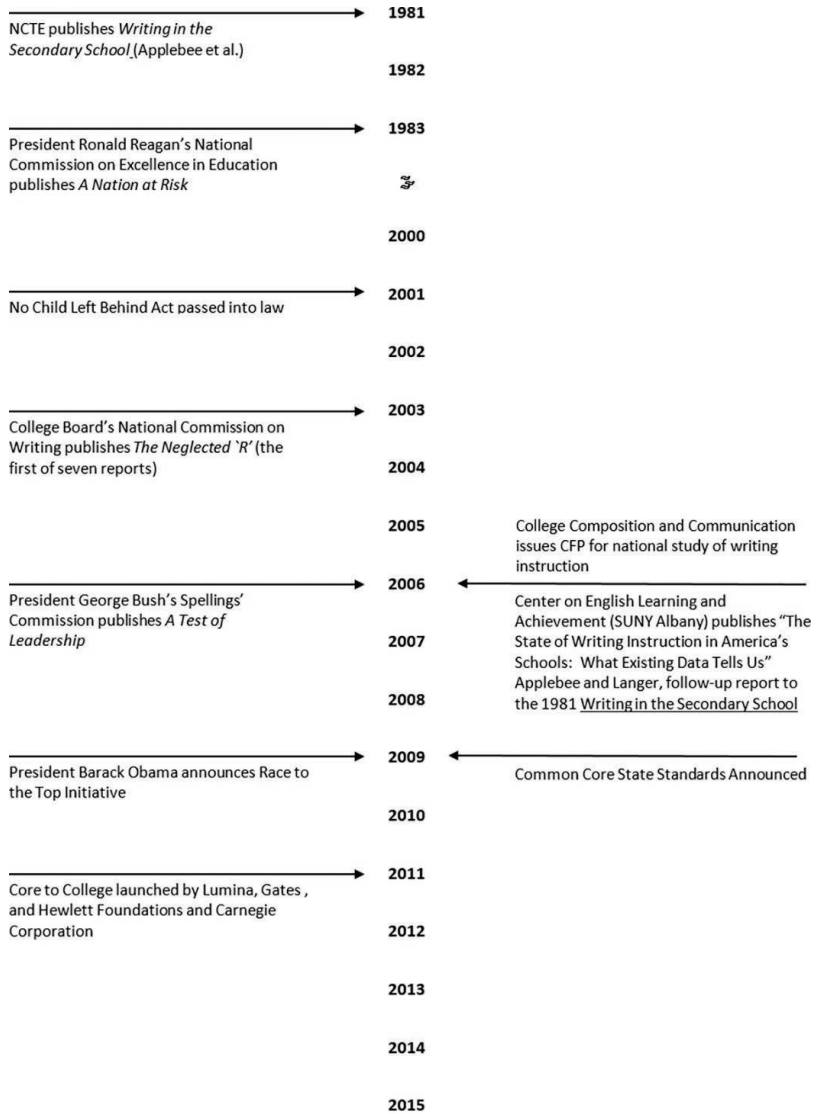 1981
NCTE publishes Writing in the
Secondary School (Applebee et al.)
1982
1983
President Ronald Reagan's National
Commission on Excellence in Education
publishes A Nation at Risk
2000
2001
No Child Left Behind Act passed into law
2002
2003
College Board's National Commission on
Writing publishes The Neglected `R' (the
first of seven reports)
2004
2005
College Composition and Communication
issues CFP for national study of writing
instruction
2006
President George Bush's Spellings'
Commission publishes A Test of
Leadership
Center on English Learning and
Achievement (SUNY Albany) publishes "The
State of Writing Instruction in America's
Schools:  What Existing Data Tells Us"
Applebee and Langer, follow-up report to
the 1981 Writing in the Secondary School
2007
2008
2009
President Barack Obama announces Race to
the Top Initiative
Common Core State Standards Announced
2010
2011
Core to College launched by Lumina, Gates ,
and Hewlett Foundations and Carnegie
Corporation
2012
2013
2014
2015